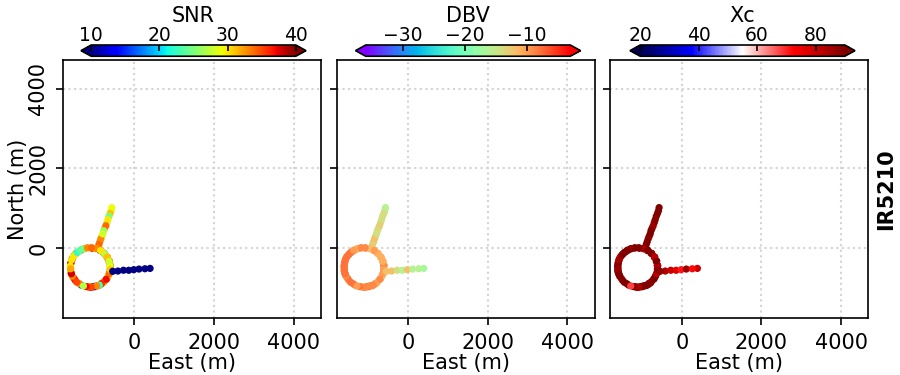 SNR DBV Xc
10 20 30 40 −30 −20 −10 20 40 60 80
4000
2000
0
North (m)
IR5210
0 2000 4000 0 2000 4000 0 2000 4000
East (m) East (m) East (m)